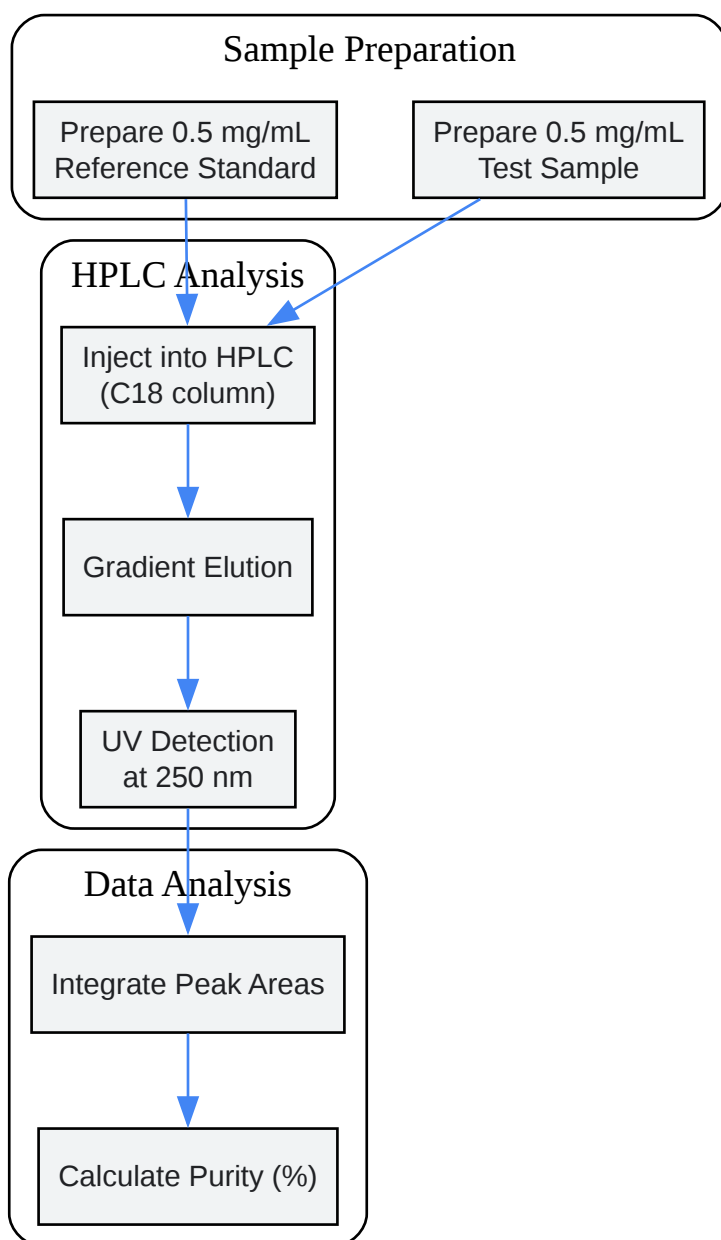 Sample Preparation
Prepare 0.5 mg/mL
Reference Standard
Prepare 0.5 mg/mL
Test Sample
HPLC Analysis
Inject into HPLC
(C18 column)
Gradient Elution
UV Detection
at 250 nm
Data Analysis
Integrate Peak Areas
Calculate Purity (%)